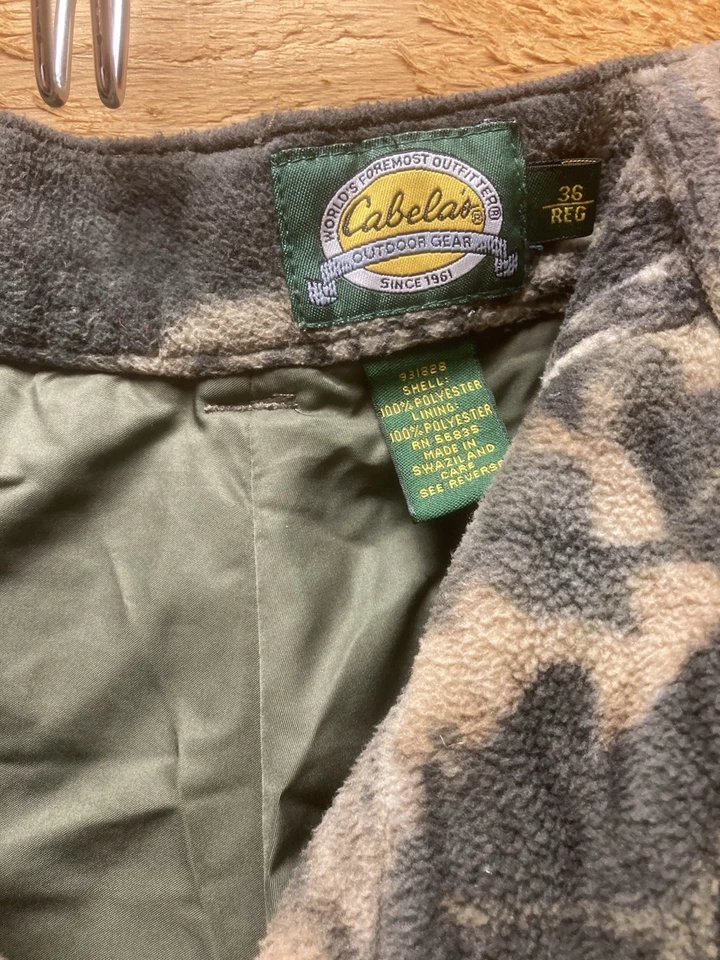 WORLD'S FOREMOST OUTFITTER®
Cabela's®
OUTDOOR GEAR
SINCE 1961
36
REG
931828
SHELL:
100% POLYESTER
LINING:
100% POLYESTER
RN 56835
MADE IN
SWAZILAND
CARE
SEE REVERSE